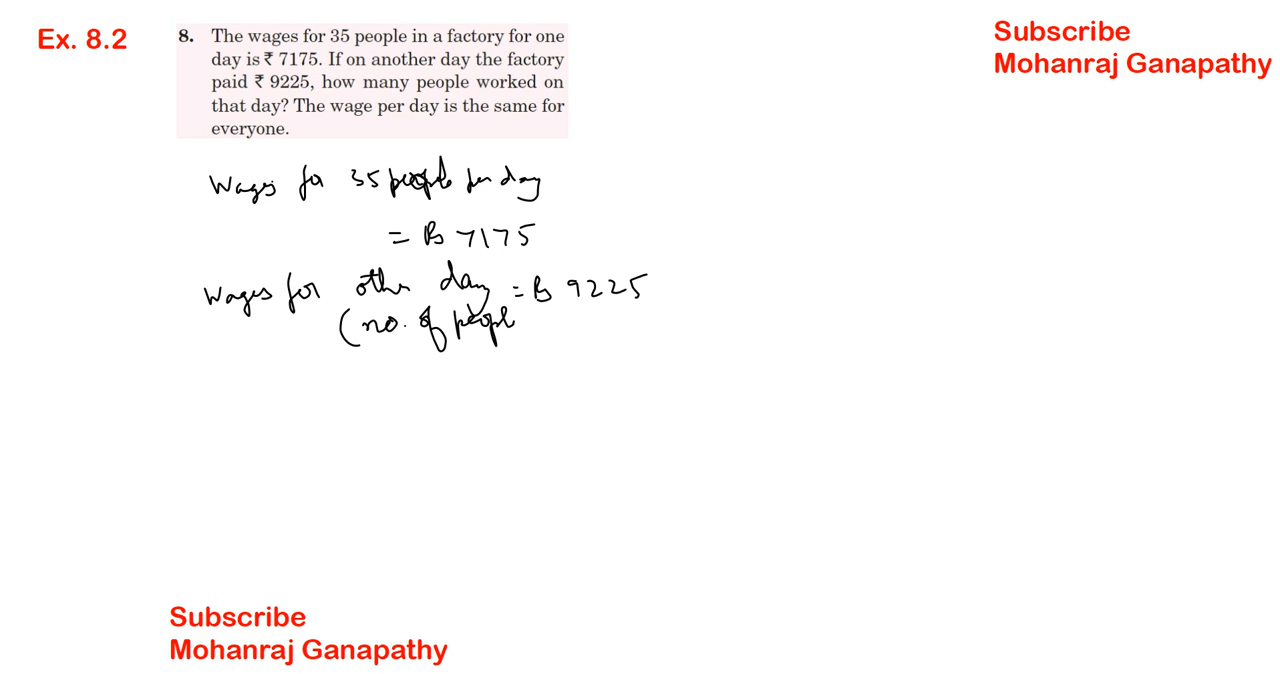 Ex. 8.2
8. The wages for 35 people in a factory for one
day is ₹ 7175. If on another day the factory
paid ₹ 9225, how many people worked on
that day? The wage per day is the same for
everyone.
Subscribe
Mohanraj Ganapathy
Wages for 35 people per day
= Rs 7175
Wages for other day = Rs 9225
(no. of people
Subscribe
Mohanraj Ganapathy